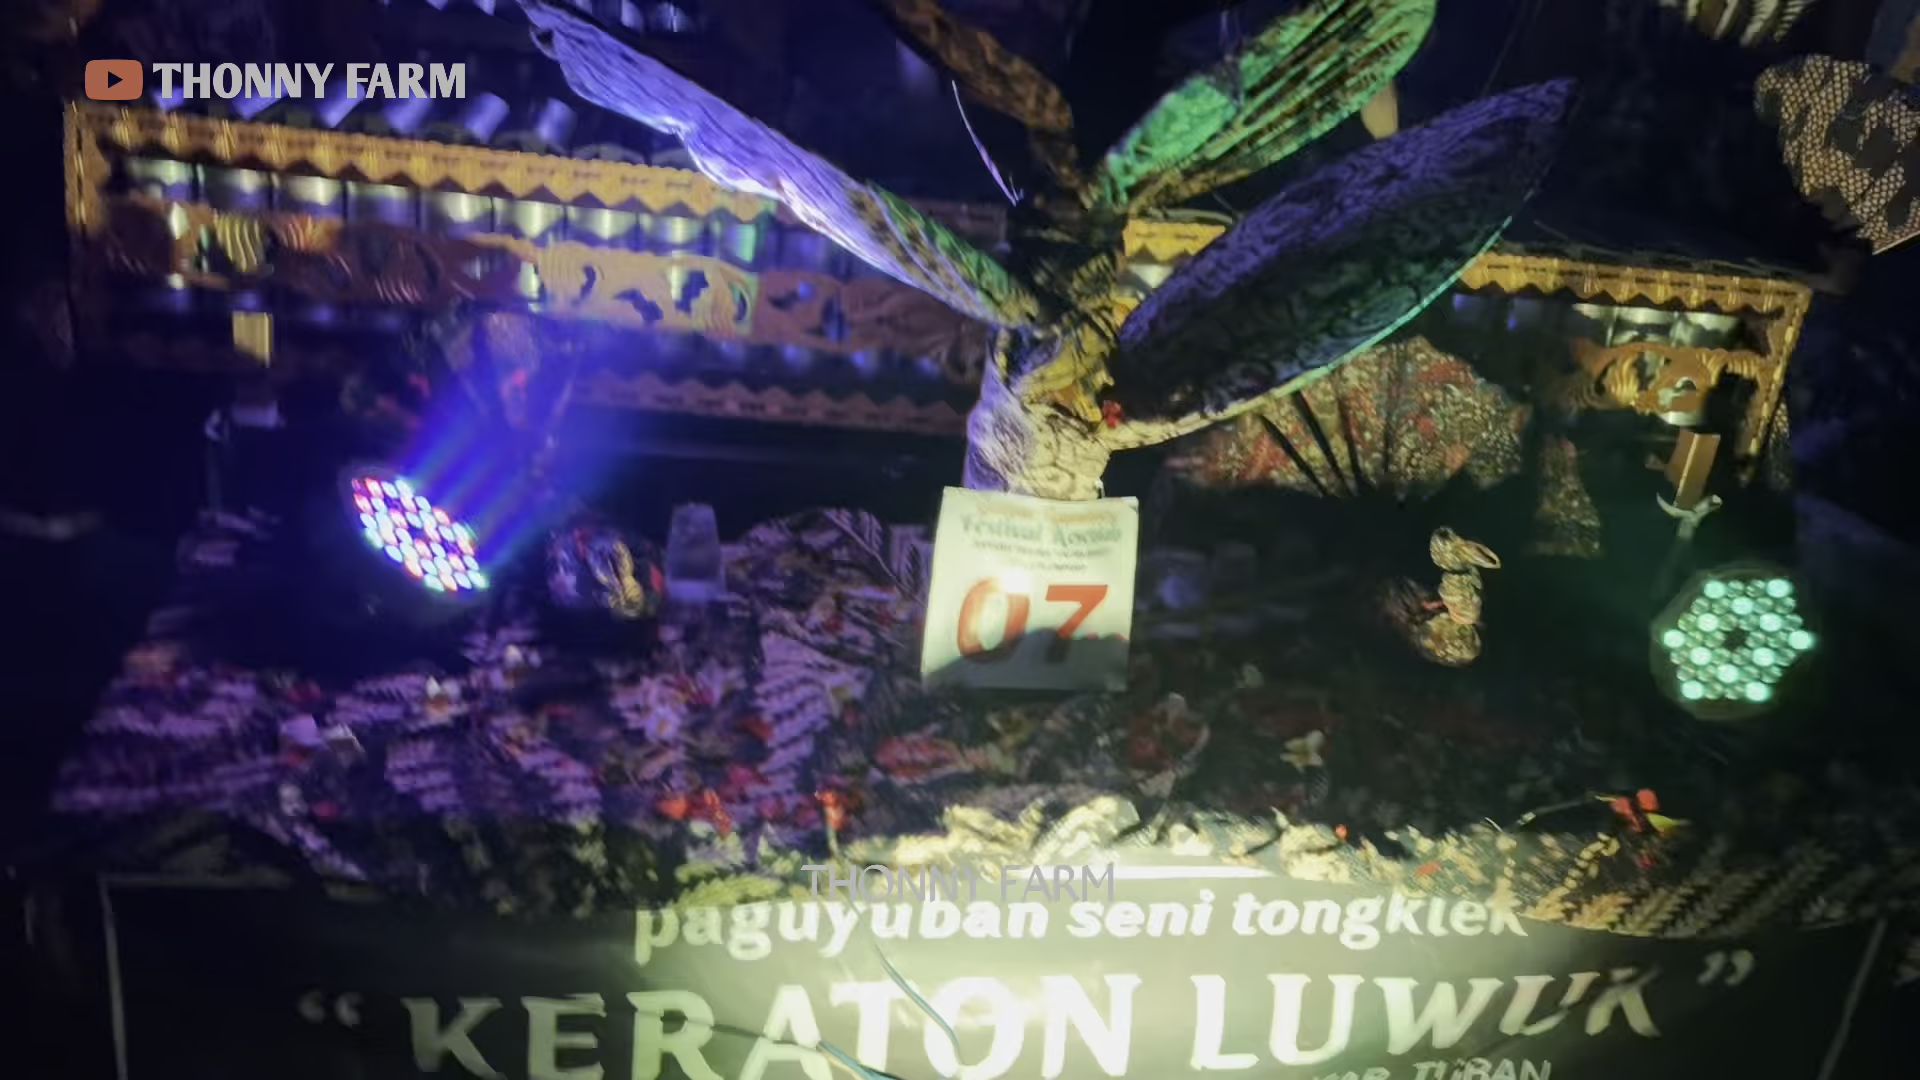 THONNY FARM
Festival
07
THONNY FARM
paguyuban seni tongklek
“KERATON LUWUK”
TUBAN